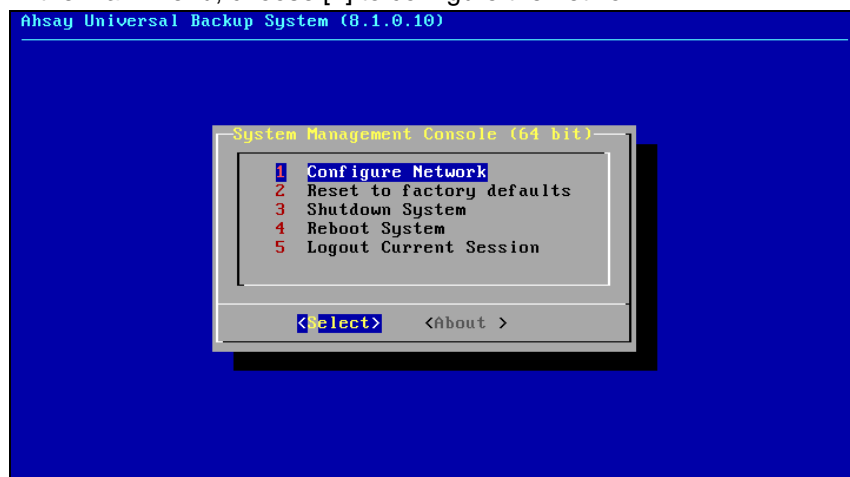 Ahsay Universal Backup System (8.1.0.10)
System Management Console (64 bit)
1 Configure Network
2 Reset to factory defaults
3 Shutdown System
4 Reboot System
5 Logout Current Session
<Select> <About >